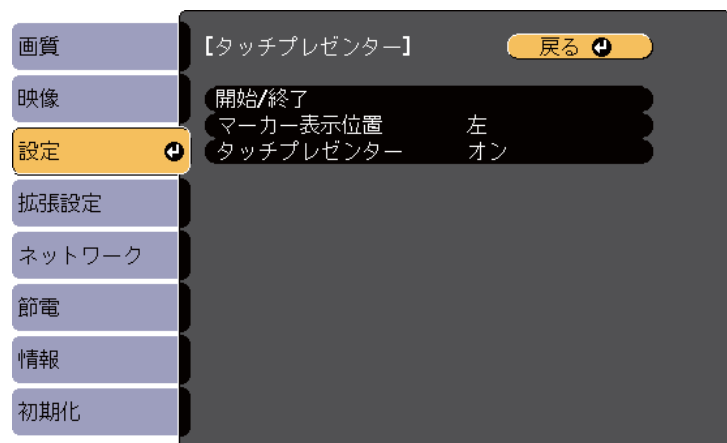 画質
映像
設定
拡張設定
ネットワーク
節電
情報
初期化
[タッチプレゼンター] 戻る
開始/終了
マーカー表示位置 左
タッチプレゼンター オン